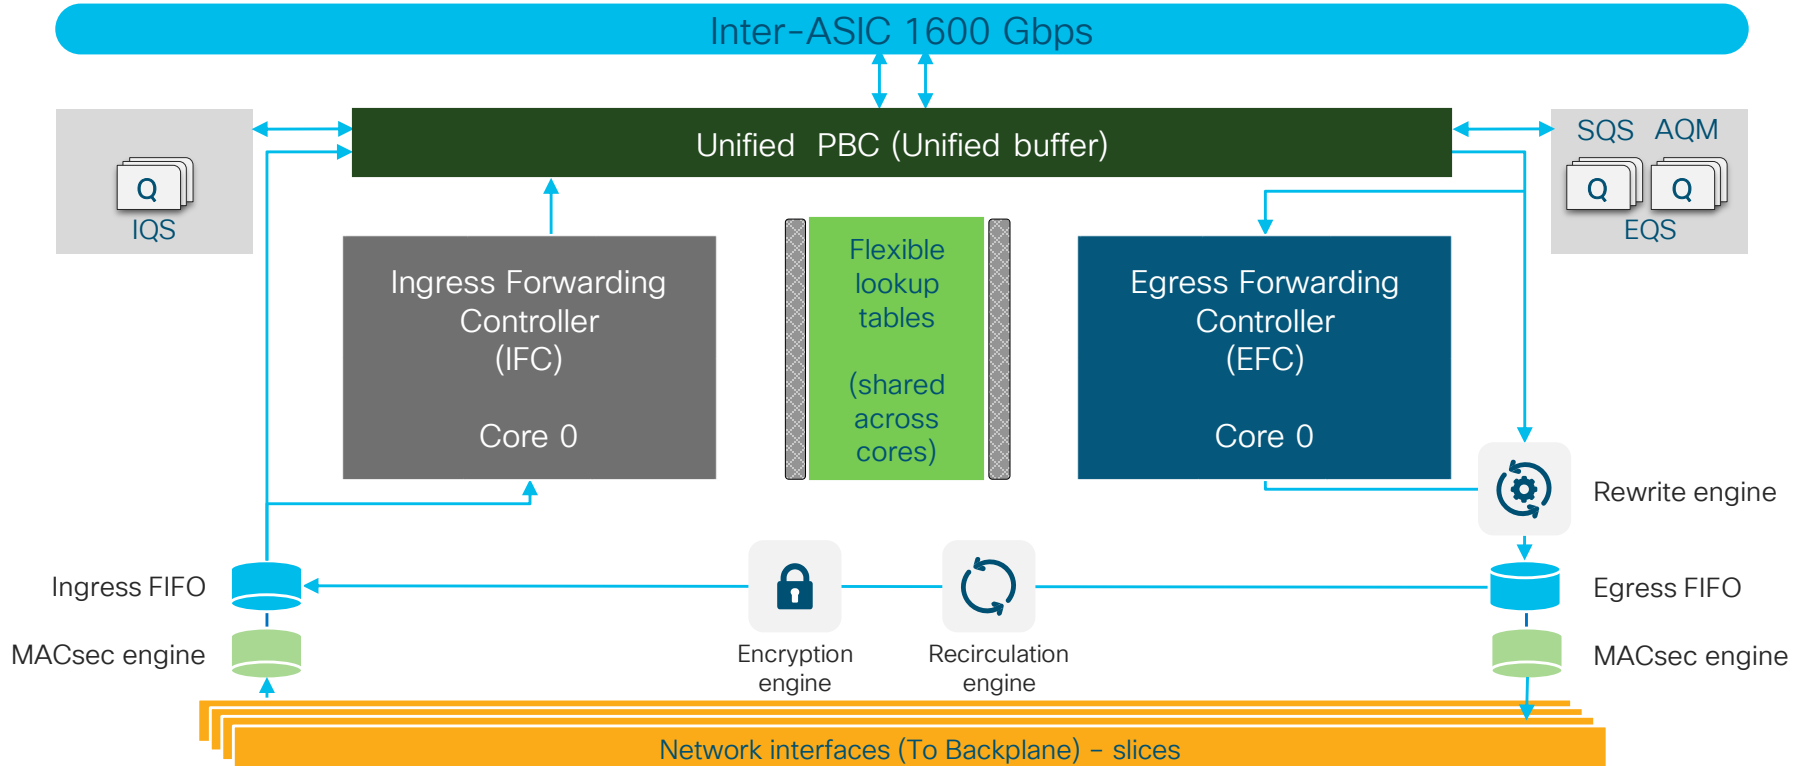 Inter-ASIC 1600 Gbps
Unified PBC (Unified buffer)
Q
IQS
SQS AQM
Q Q
EQS
Ingress Forwarding
Controller
(IFC)
Core 0
Flexible
lookup
tables
(shared
across
cores)
Egress Forwarding
Controller
(EFC)
Core 0
Rewrite engine
Ingress FIFO
Egress FIFO
MACsec engine
Encryption
engine
Recirculation
engine
MACsec engine
Network interfaces (To Backplane) – slices